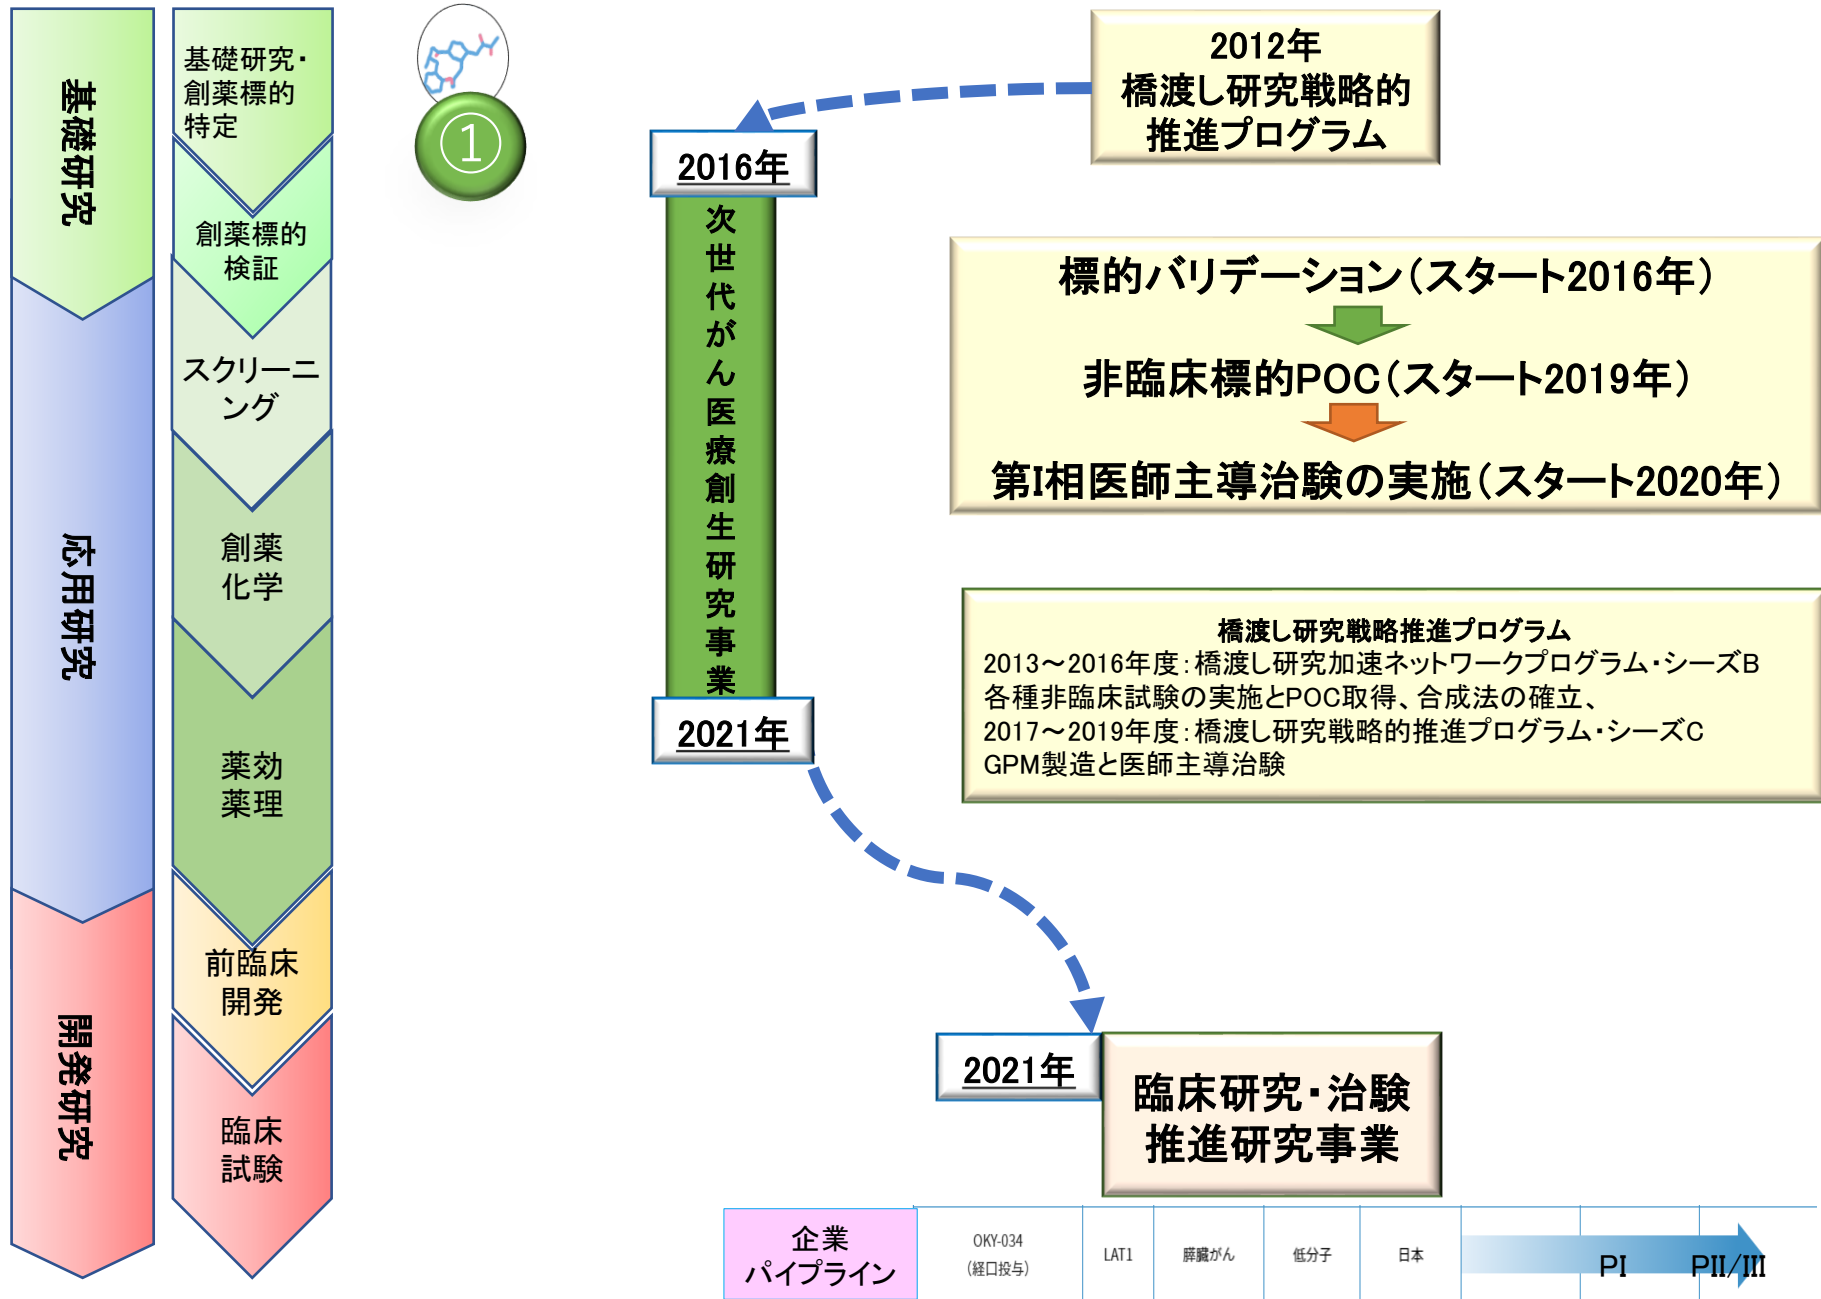 基礎研究
応用研究
開発研究
基礎研究・
創薬標的
特定
創薬標的
検証
スクリーニ
ング
創薬
化学
薬効
薬理
前臨床
開発
臨床
試験
①
2012年
橋渡し研究戦略的
推進プログラム
2016年
次世代がん医療創生研究事業
2021年
標的バリデーション（スタート2016年）
非臨床標的POC（スタート2019年）
第I相医師主導治験の実施（スタート2020年）
橋渡し研究戦略推進プログラム
2013～2016年度：橋渡し研究加速ネットワークプログラム・シーズB
各種非臨床試験の実施とPOC取得、合成法の確立、
2017～2019年度：橋渡し研究戦略的推進プログラム・シーズC
GPM製造と医師主導治験
2021年
臨床研究・治験
推進研究事業
企業
パイプライン
OKY-034
（経口投与）
LAT1
膵臓がん
低分子
日本
PI
PII/III